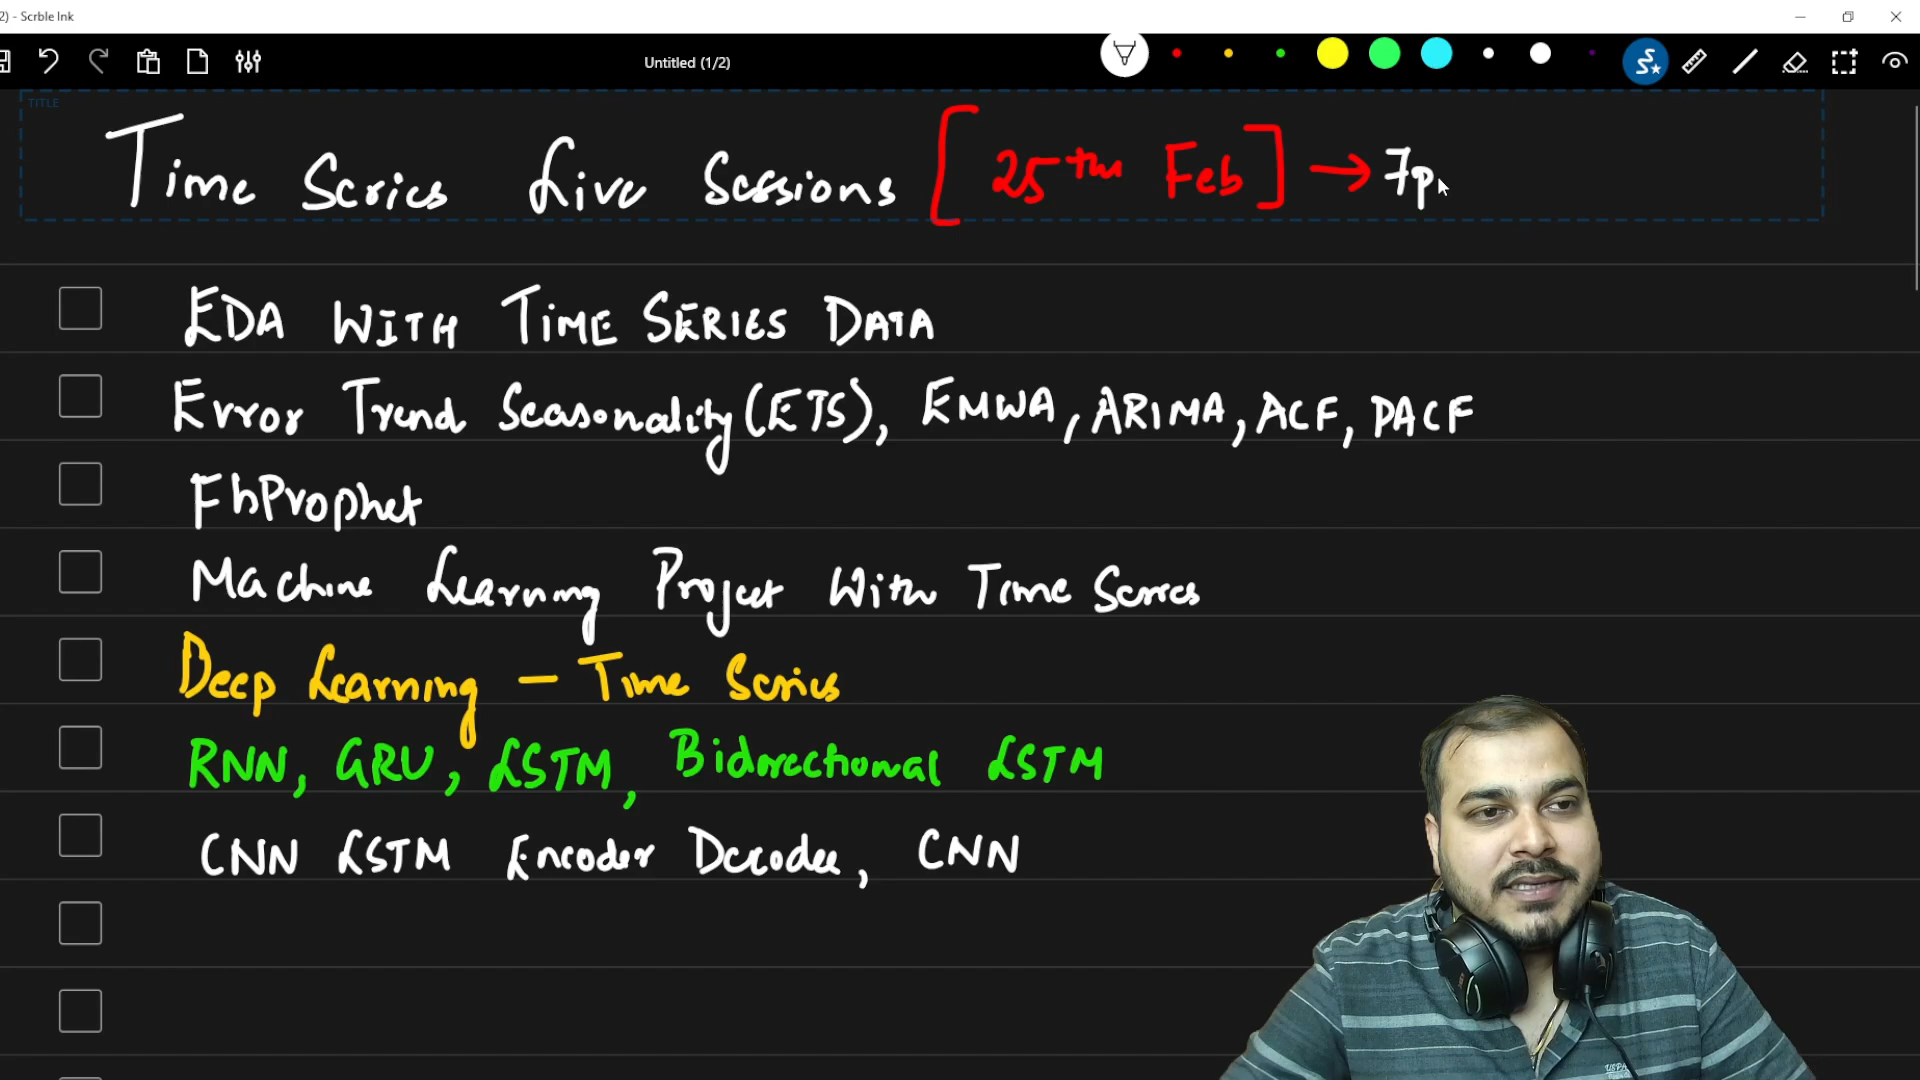 2) - Scrble Ink
Untitled (1/2)
TITLE
Time Series Live Sessions [25th Feb] → 7p
EDA WITH TIME SERIES DATA
Error Trend Seasonality (ETS), EMWA, ARIMA, ACF, PACF
FbProphet
Machine Learning Project With Time Series
Deep Learning - Time Series
RNN, GRU, LSTM, Bidirectional LSTM
CNN LSTM Encoder Decoder, CNN